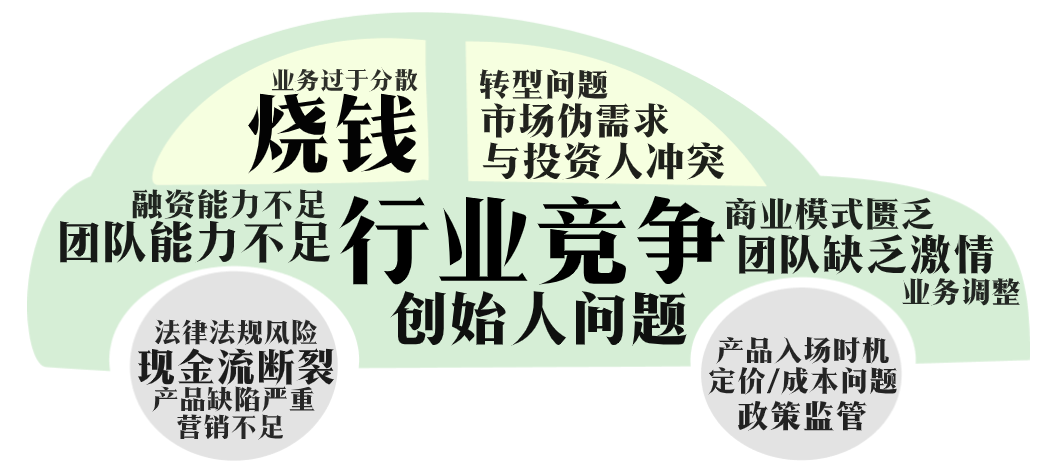 业务过于分散
烧钱
转型问题
市场伪需求
与投资人冲突
融资能力不足
团队能力不足
行业竞争
创始人问题
商业模式匮乏
团队缺乏激情
业务调整
法律法规风险
现金流断裂
产品缺陷严重
营销不足
产品入场时机
定价/成本问题
政策监管